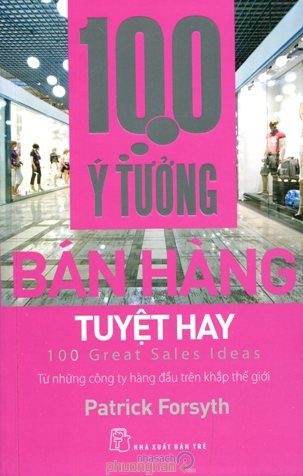 100
Ý TƯỞNG
BÁN HÀNG
TUYỆT HAY
100 Great Sales Ideas
Từ những công ty hàng đầu trên khắp thế giới
Patrick Forsyth
NHÀ XUẤT BẢN TRẺ
nhasach
phuongnam